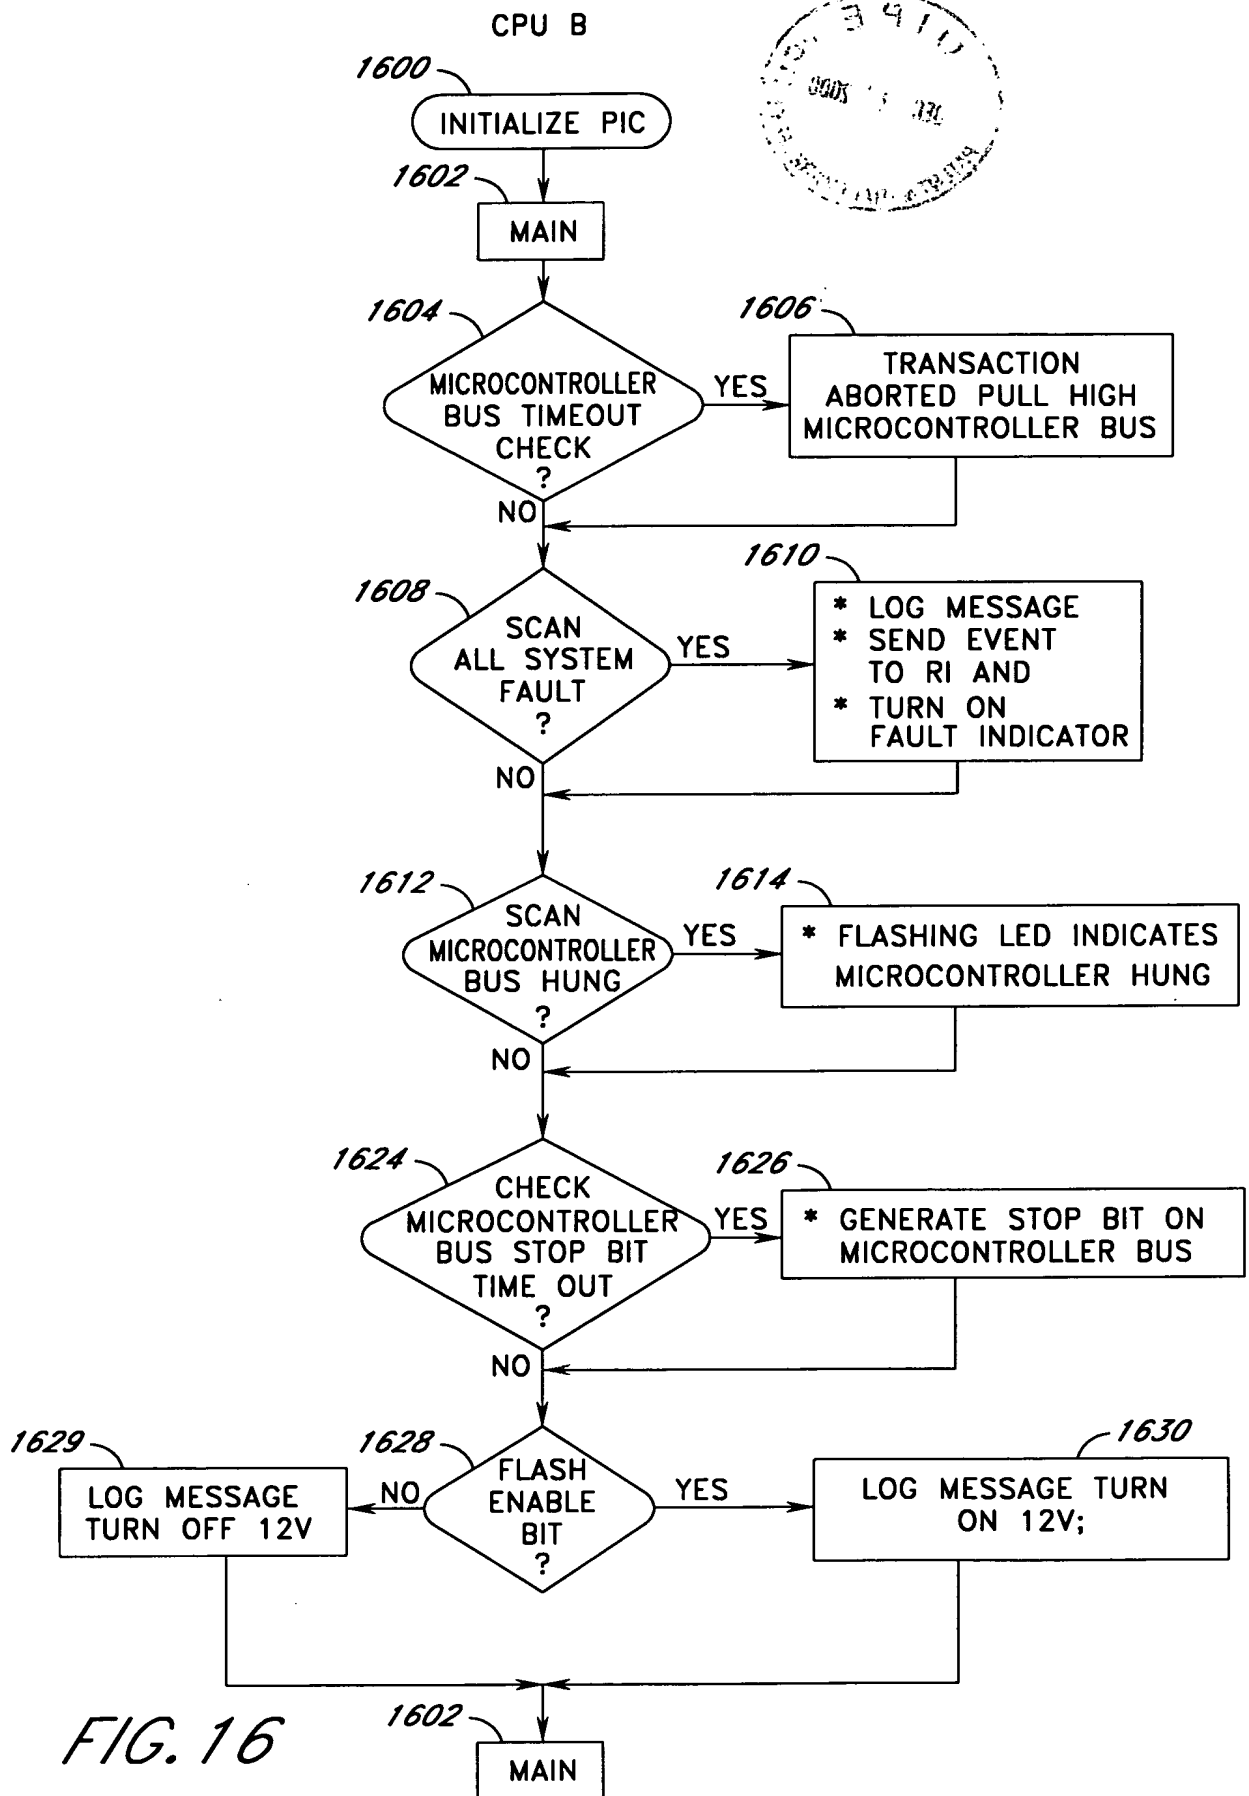 CPU B
1600
INITIALIZE PIC
1602
MAIN
1604
MICROCONTROLLER
BUS TIMEOUT
CHECK
?
YES
NO
1606
TRANSACTION
ABORTED PULL HIGH
MICROCONTROLLER BUS
1608
SCAN
ALL SYSTEM
FAULT
?
YES
NO
1610
* LOG MESSAGE
* SEND EVENT
TO RI AND
* TURN ON
FAULT INDICATOR
1612
SCAN
MICROCONTROLLER
BUS HUNG
?
YES
NO
1614
* FLASHING LED INDICATES
MICROCONTROLLER HUNG
1624
CHECK
MICROCONTROLLER
BUS STOP BIT
TIME OUT
?
YES
NO
1626
* GENERATE STOP BIT ON
MICROCONTROLLER BUS
1628
FLASH
ENABLE
BIT
?
NO
YES
1629
LOG MESSAGE
TURN OFF 12V
1630
LOG MESSAGE TURN
ON 12V;
1602
MAIN
FIG. 16